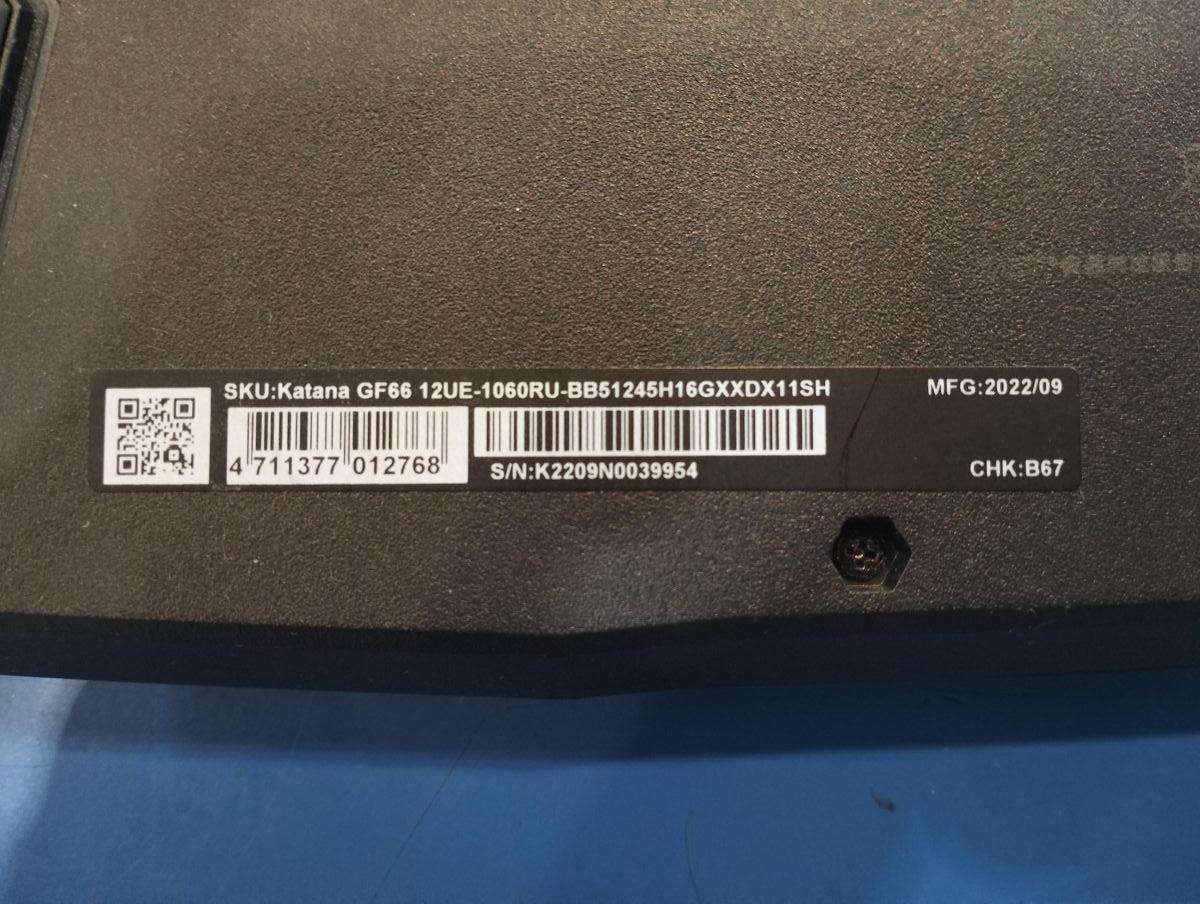 SKU:Katana GF66 12UE-1060RU-BB51245H16GXXDX11SH
MFG:2022/09
4 711377 012768
S/N:K2209N0039954
CHK:B67